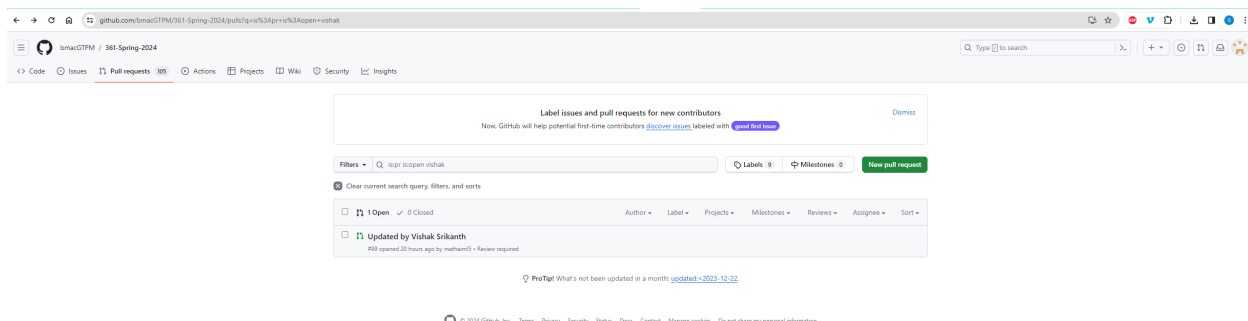 github.com/bmacGTPM/361-Spring-2024/pulls?q=is%3Apr+is%3Aopen+vishak
bmacGTPM / 361-Spring-2024
Type / to search
Code Issues Pull requests 105 Actions Projects Wiki Security Insights
Label issues and pull requests for new contributors
Dismiss
Now, GitHub will help potential first-time contributors discover issues labeled with good first issue
Filters is:pr is:open vishak Labels 9 Milestones 0 New pull request
Clear current search query, filters, and sorts
1 Open 0 Closed Author Label Projects Milestones Reviews Assignee Sort
Updated by Vishak Srikanth
#99 opened 20 hours ago by mathaiml5 • Review required
ProTip! What's not been updated in a month: updated:<2023-12-22.
© 2024 GitHub, Inc. Terms Privacy Security Status Docs Contact Manage cookies Do not share my personal information